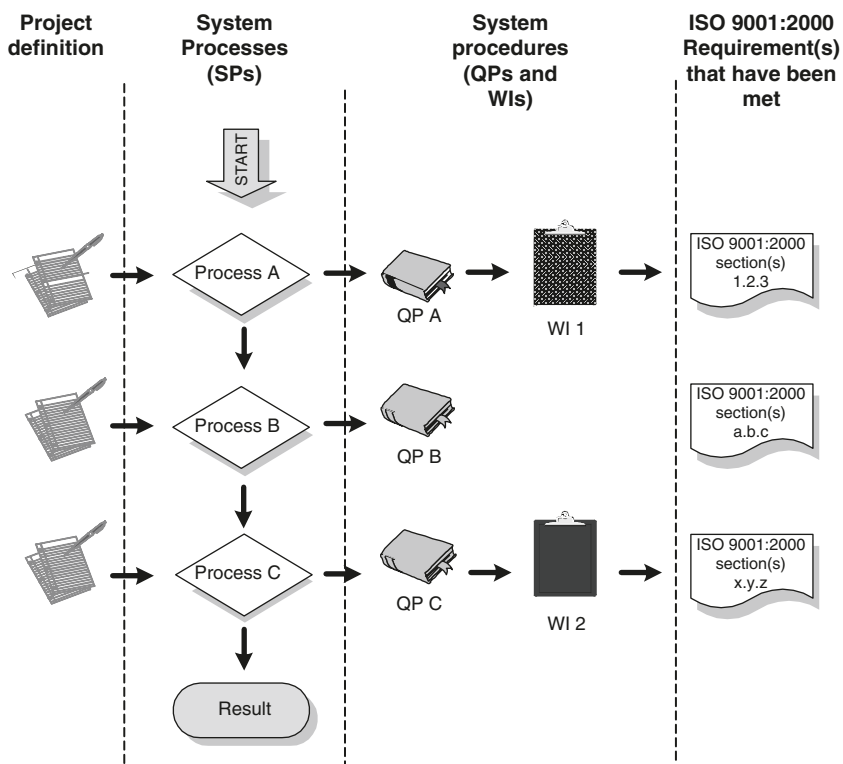 Project
definition
System
Processes
(SPs)
System
procedures
(QPs and
WIs)
ISO 9001:2000
Requirement(s)
that have been
met
START
Process A
QP A
WI 1
ISO 9001:2000
section(s)
1.2.3
Process B
QP B
ISO 9001:2000
section(s)
a.b.c
Process C
QP C
WI 2
ISO 9001:2000
section(s)
x.y.z
Result